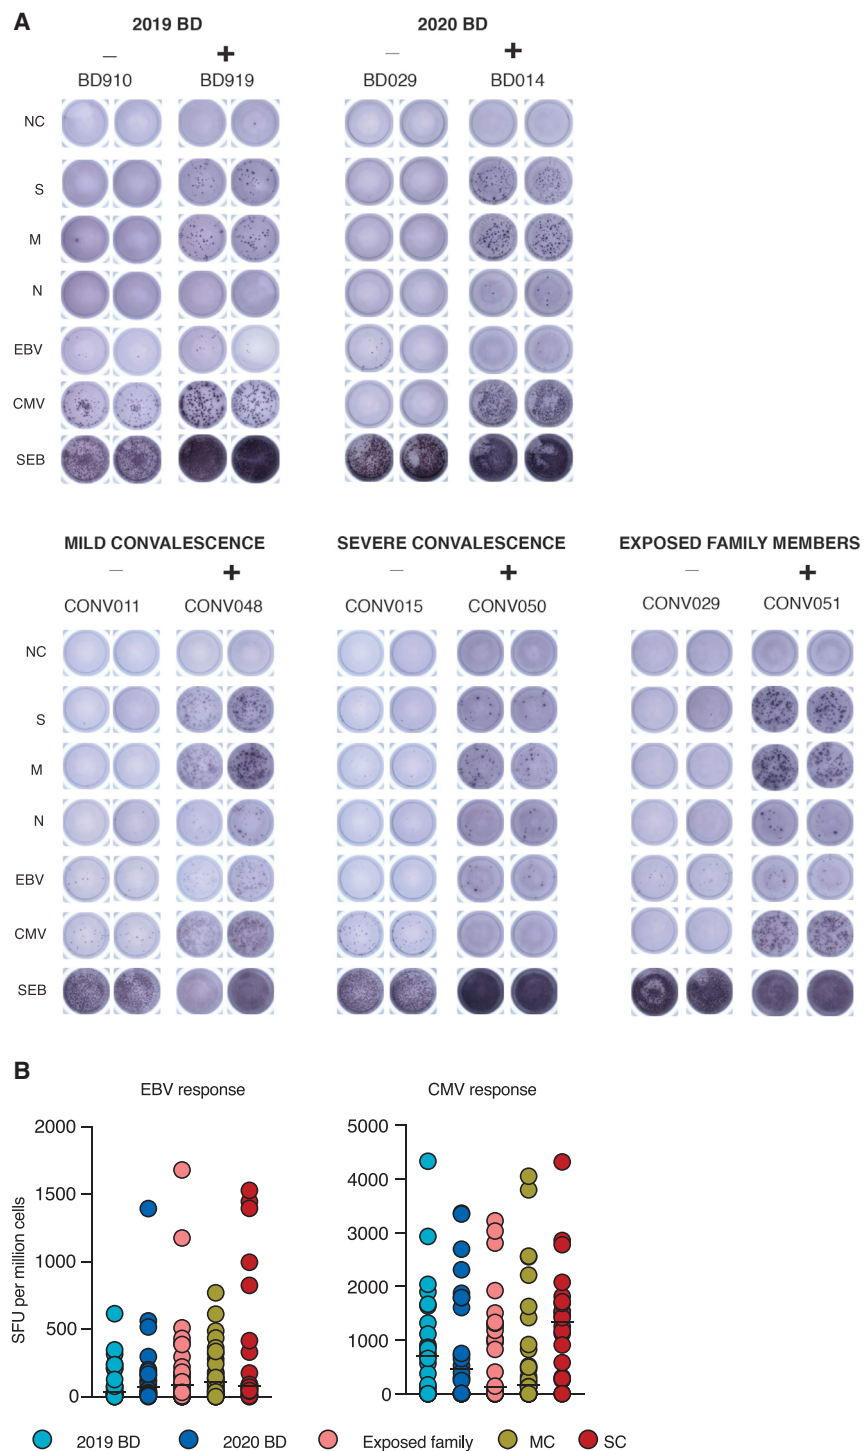 A
2019 BD
2020 BD
− +
− +
BD910 BD919
BD029 BD014
NC
S
M
N
EBV
CMV
SEB
MILD CONVALESCENCE
SEVERE CONVALESCENCE
EXPOSED FAMILY MEMBERS
− +
− +
− +
CONV011 CONV048
CONV015 CONV050
CONV029 CONV051
NC
S
M
N
EBV
CMV
SEB
B
EBV response
CMV response
SFU per million cells
2000
1500
1000
500
0
5000
4000
3000
2000
1000
0
2019 BD 2020 BD Exposed family MC SC